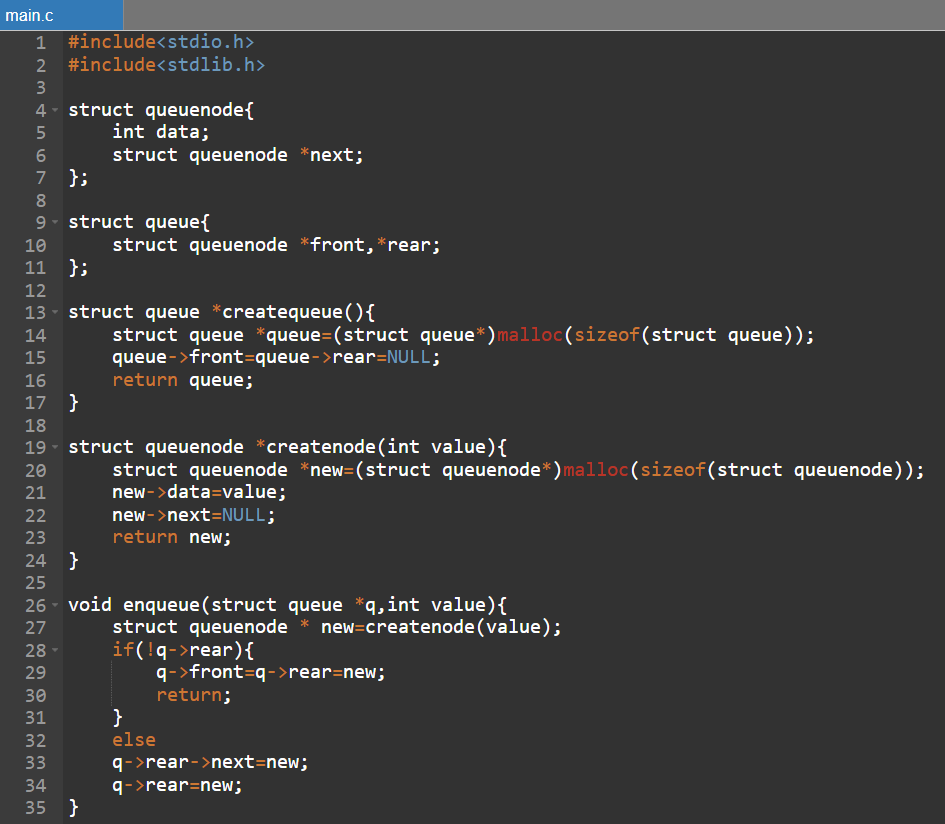 main.c
1 #include<stdio.h>
2 #include<stdlib.h>
3
4 struct queuenode{
5     int data;
6     struct queuenode *next;
7 };
8
9 struct queue{
10     struct queuenode *front,*rear;
11 };
12
13 struct queue *createqueue(){
14     struct queue *queue=(struct queue*)malloc(sizeof(struct queue));
15     queue->front=queue->rear=NULL;
16     return queue;
17 }
18
19 struct queuenode *createnode(int value){
20     struct queuenode *new=(struct queuenode*)malloc(sizeof(struct queuenode));
21     new->data=value;
22     new->next=NULL;
23     return new;
24 }
25
26 void enqueue(struct queue *q,int value){
27     struct queuenode * new=createnode(value);
28     if(!q->rear){
29         q->front=q->rear=new;
30         return;
31     }
32     else
33     q->rear->next=new;
34     q->rear=new;
35 }